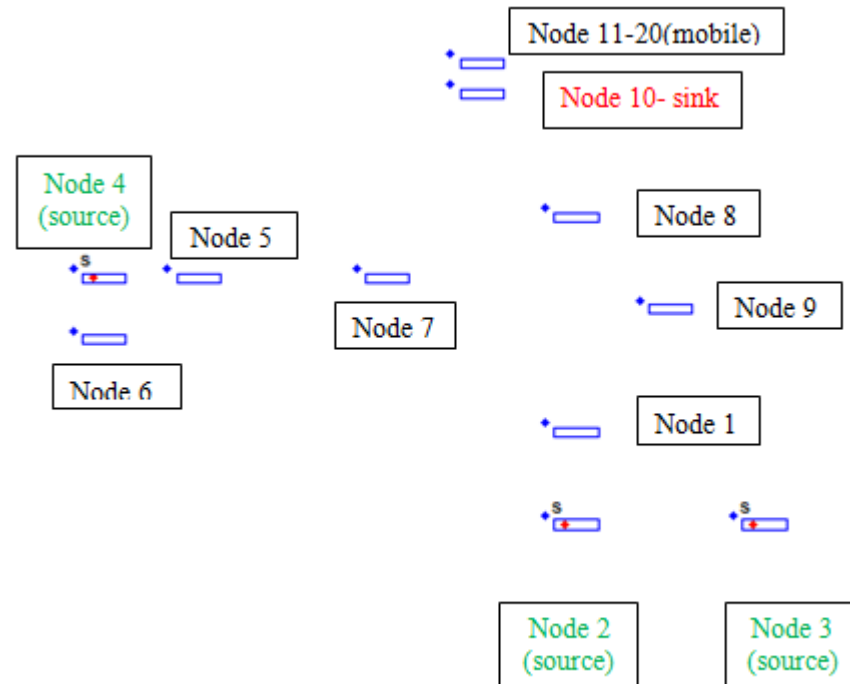 Node 11-20(mobile)
Node 10- sink
Node 4
(source)
Node 8
Node 5
S
Node 9
Node 7
Node 6
Node 1
S
S
Node 2
(source)
Node 3
(source)